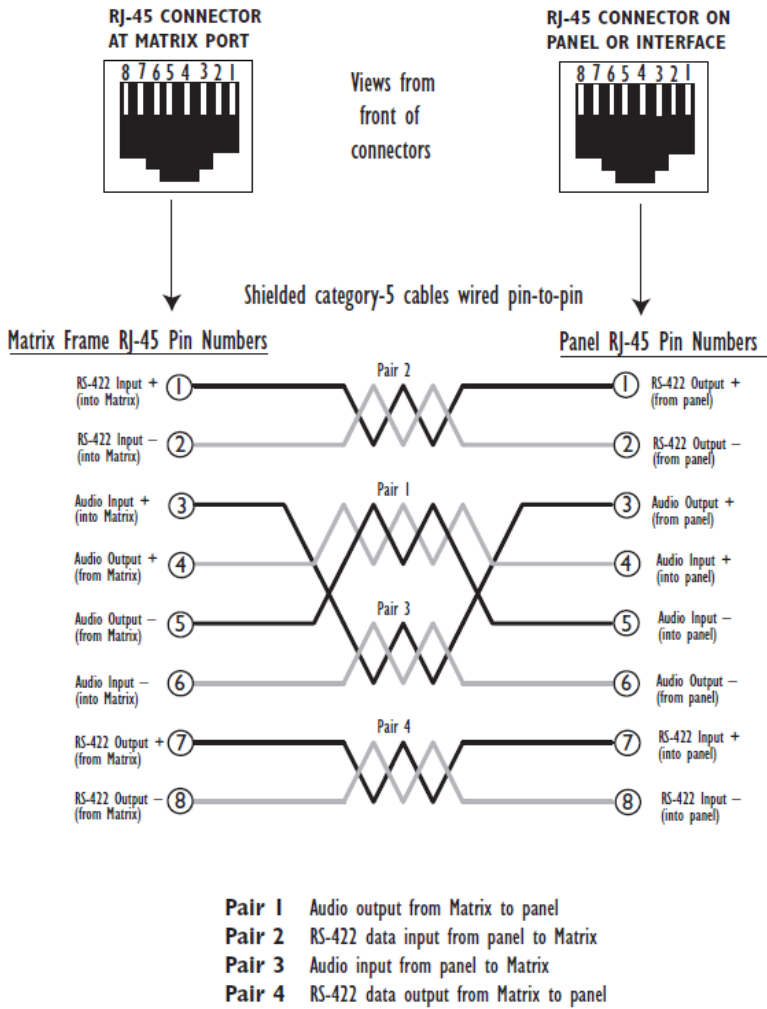 RJ-45 CONNECTOR
AT MATRIX PORT
8 7 6 5 4 3 2 1
Views from
front of
connectors
RJ-45 CONNECTOR ON
PANEL OR INTERFACE
8 7 6 5 4 3 2 1
Shielded category-5 cables wired pin-to-pin
Matrix Frame RJ-45 Pin Numbers
Panel RJ-45 Pin Numbers
RS-422 Input +
(into Matrix)
1
Pair 2
1
RS-422 Output +
(from panel)
RS-422 Input –
(into Matrix)
2
2
RS-422 Output –
(from panel)
Audio Input +
(into Matrix)
3
Pair 1
3
Audio Output +
(from panel)
Audio Output +
(from Matrix)
4
4
Audio Input +
(into panel)
Audio Output –
(from Matrix)
5
Pair 3
5
Audio Input –
(into panel)
Audio Input –
(into Matrix)
6
6
Audio Output –
(from panel)
RS-422 Output +
(from Matrix)
7
Pair 4
7
RS-422 Input +
(into panel)
RS-422 Output –
(from Matrix)
8
8
RS-422 Input –
(into panel)
Pair 1 Audio output from Matrix to panel
Pair 2 RS-422 data input from panel to Matrix
Pair 3 Audio input from panel to Matrix
Pair 4 RS-422 data output from Matrix to panel